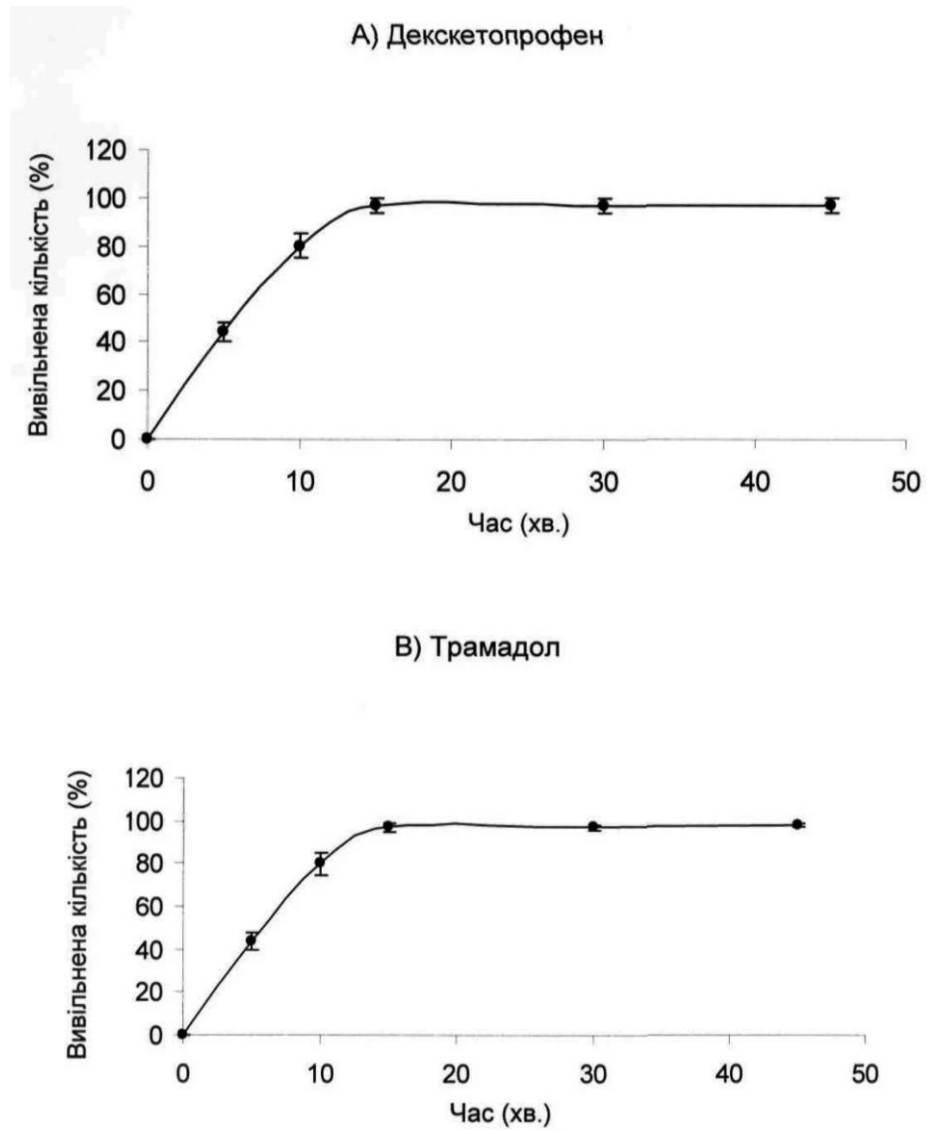 А) Декскетопрофен
Вивільнена кількість (%)
120
100
80
60
40
20
0
0 10 20 30 40 50
Час (хв.)
В) Трамадол
Вивільнена кількість (%)
120
100
80
60
40
20
0
0 10 20 30 40 50
Час (хв.)